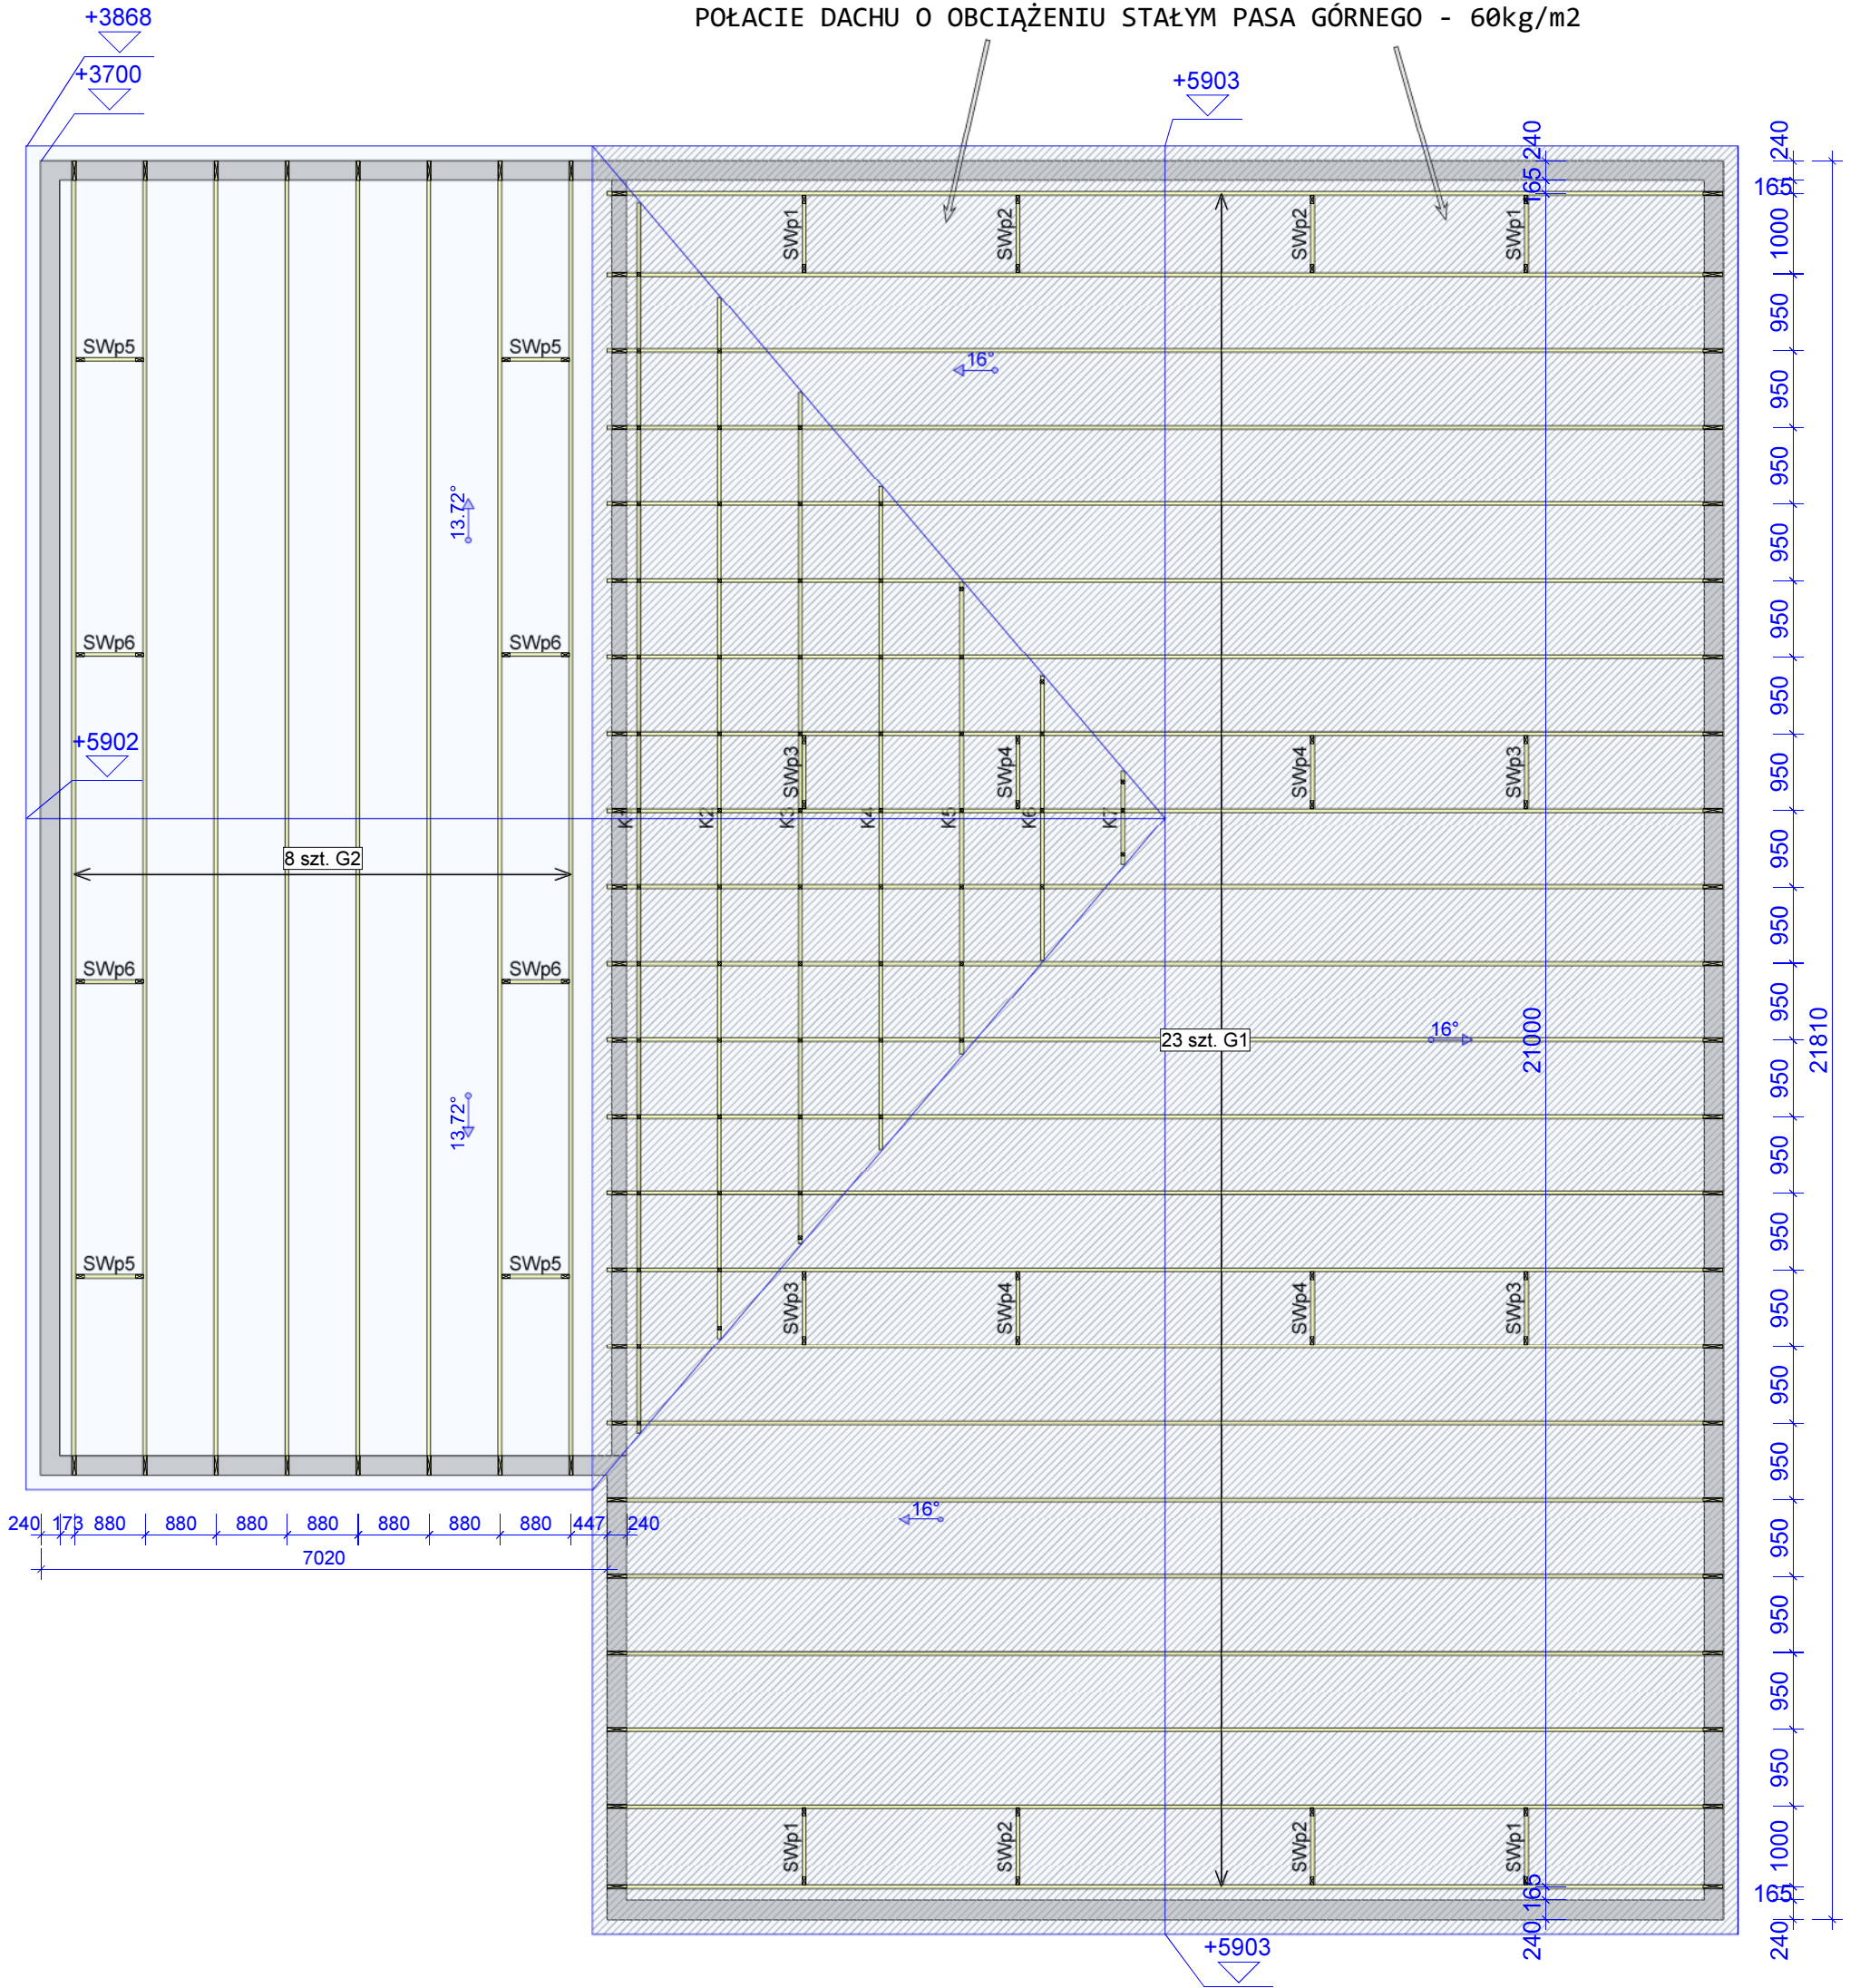 POŁACIE DACHU O OBCIĄŻENIU STAŁYM PASA GÓRNEGO - 60kg/m2
+3868
+3700
+5903
240
240
165
165
SWp1
SWp2
SWp2
SWp1
1000
950
SWp5
SWp5
16°
950
950
13.72°
950
950
SWp6
SWp6
950
+5902
SWp3
SWp4
SWp4
SWp3
950
K1
K2
K3
K4
K5
K6
K7
8 szt. G2
950
950
SWp6
SWp6
950
23 szt. G1
16°
21000
21810
950
13.72°
950
SWp5
SWp5
950
SWp3
SWp4
SWp4
SWp3
950
950
950
16°
240
173
880
880
880
880
880
880
880
447
240
7020
950
950
950
950
SWp1
SWp2
SWp2
SWp1
1000
165
165
240
240
+5903
950
950